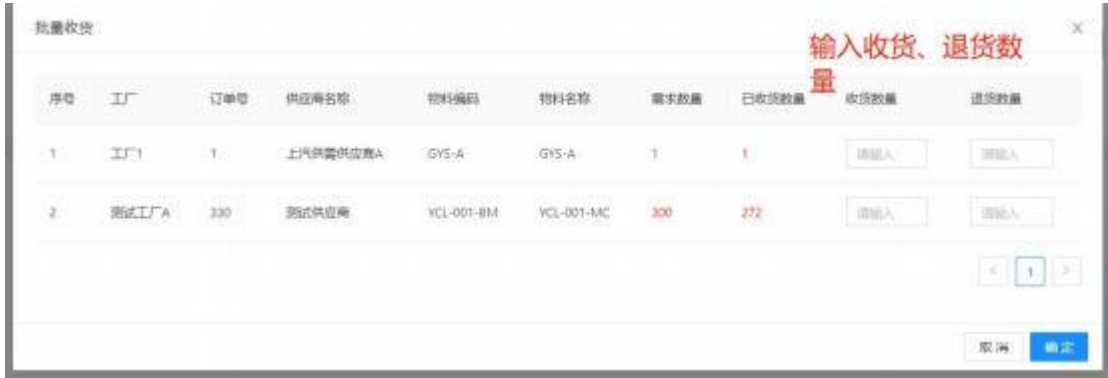 批量收货
输入收货、退货数
量
序号 工厂 订单号 供应商名称 物料编码 物料名称 需求数量 已收货数量 收货数量 退货数量
1 工厂1 1 上汽供需供应商A GYS-A GYS-A 1 1 请输入 请输入
2 测试工厂A 330 测试供应商 YCL-001-BM YCL-001-MC 300 272 请输入 请输入
< 1 >
取消 确定